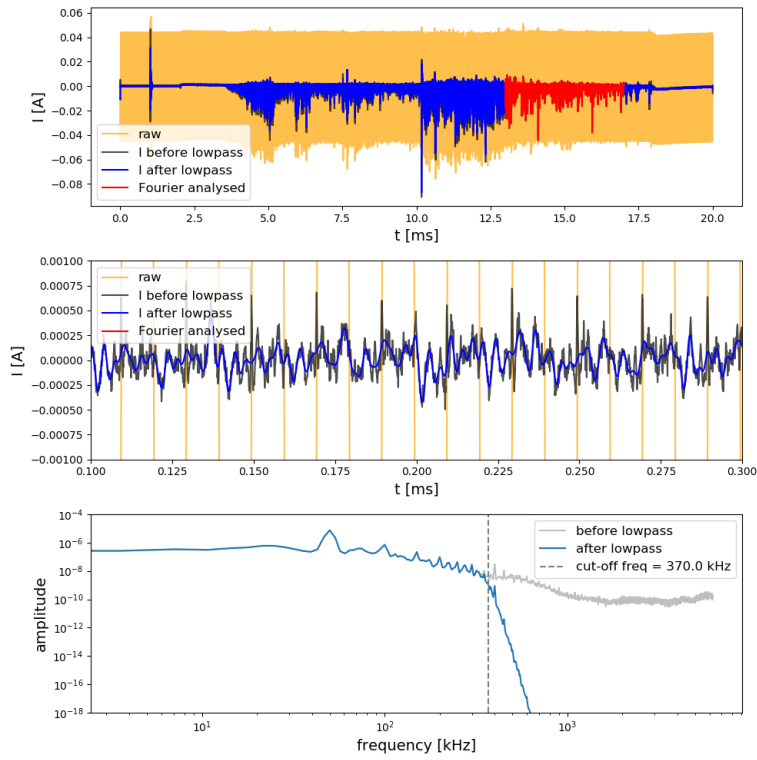 0.06
0.04
0.02
0.00
−0.02
−0.04
−0.06
−0.08
I [A]
raw
I before lowpass
I after lowpass
Fourier analysed
0.0 2.5 5.0 7.5 10.0 12.5 15.0 17.5 20.0
t [ms]
0.00100
0.00075
0.00050
0.00025
0.00000
−0.00025
−0.00050
−0.00075
−0.00100
I [A]
raw
I before lowpass
I after lowpass
Fourier analysed
0.100 0.125 0.150 0.175 0.200 0.225 0.250 0.275 0.300
t [ms]
10⁻⁴
10⁻⁶
10⁻⁸
10⁻¹⁰
10⁻¹²
10⁻¹⁴
10⁻¹⁶
10⁻¹⁸
amplitude
before lowpass
after lowpass
cut-off freq = 370.0 kHz
10¹ 10² 10³
frequency [kHz]